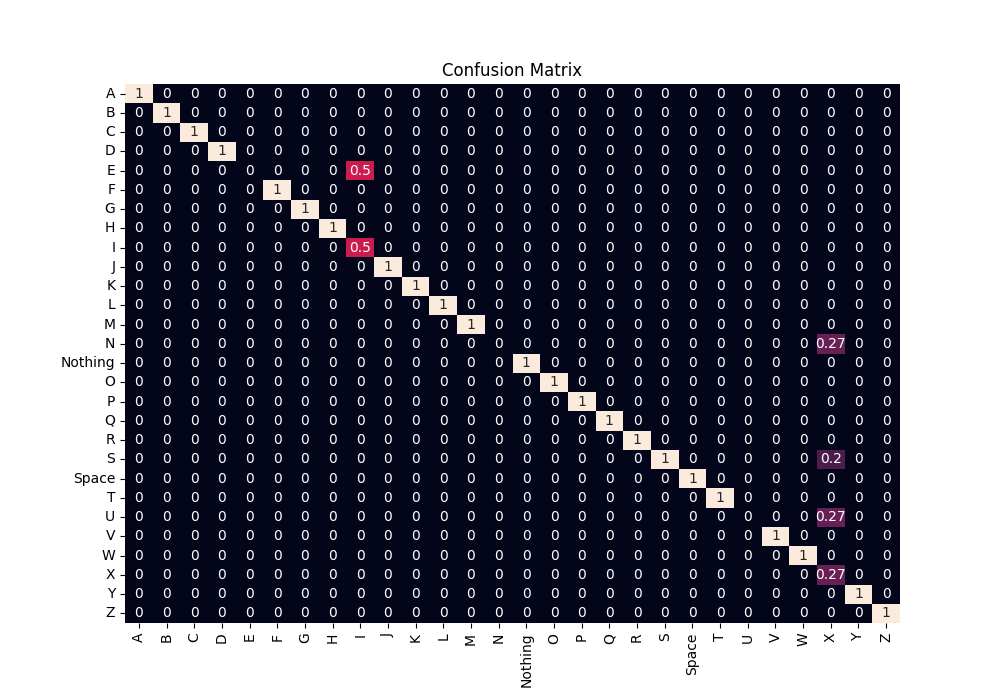 Confusion Matrix
A 1 0 0 0 0 0 0 0 0 0 0 0 0 0 0 0 0 0 0 0 0 0 0 0 0 0 0 0
B 0 1 0 0 0 0 0 0 0 0 0 0 0 0 0 0 0 0 0 0 0 0 0 0 0 0 0 0
C 0 0 1 0 0 0 0 0 0 0 0 0 0 0 0 0 0 0 0 0 0 0 0 0 0 0 0 0
D 0 0 0 1 0 0 0 0 0 0 0 0 0 0 0 0 0 0 0 0 0 0 0 0 0 0 0 0
E 0 0 0 0 0 0 0 0 0.5 0 0 0 0 0 0 0 0 0 0 0 0 0 0 0 0 0 0 0
F 0 0 0 0 0 1 0 0 0 0 0 0 0 0 0 0 0 0 0 0 0 0 0 0 0 0 0 0
G 0 0 0 0 0 0 1 0 0 0 0 0 0 0 0 0 0 0 0 0 0 0 0 0 0 0 0 0
H 0 0 0 0 0 0 0 1 0 0 0 0 0 0 0 0 0 0 0 0 0 0 0 0 0 0 0 0
I 0 0 0 0 0 0 0 0 0.5 0 0 0 0 0 0 0 0 0 0 0 0 0 0 0 0 0 0 0
J 0 0 0 0 0 0 0 0 0 1 0 0 0 0 0 0 0 0 0 0 0 0 0 0 0 0 0 0
K 0 0 0 0 0 0 0 0 0 0 1 0 0 0 0 0 0 0 0 0 0 0 0 0 0 0 0 0
L 0 0 0 0 0 0 0 0 0 0 0 1 0 0 0 0 0 0 0 0 0 0 0 0 0 0 0 0
M 0 0 0 0 0 0 0 0 0 0 0 0 1 0 0 0 0 0 0 0 0 0 0 0 0 0 0 0
N 0 0 0 0 0 0 0 0 0 0 0 0 0 0 0 0 0 0 0 0 0 0 0 0 0 0.27 0 0
Nothing 0 0 0 0 0 0 0 0 0 0 0 0 0 0 1 0 0 0 0 0 0 0 0 0 0 0 0 0
O 0 0 0 0 0 0 0 0 0 0 0 0 0 0 0 1 0 0 0 0 0 0 0 0 0 0 0 0
P 0 0 0 0 0 0 0 0 0 0 0 0 0 0 0 0 1 0 0 0 0 0 0 0 0 0 0 0
Q 0 0 0 0 0 0 0 0 0 0 0 0 0 0 0 0 0 1 0 0 0 0 0 0 0 0 0 0
R 0 0 0 0 0 0 0 0 0 0 0 0 0 0 0 0 0 0 1 0 0 0 0 0 0 0 0 0
S 0 0 0 0 0 0 0 0 0 0 0 0 0 0 0 0 0 0 0 1 0 0 0 0 0 0.2 0 0
Space 0 0 0 0 0 0 0 0 0 0 0 0 0 0 0 0 0 0 0 0 1 0 0 0 0 0 0 0
T 0 0 0 0 0 0 0 0 0 0 0 0 0 0 0 0 0 0 0 0 0 1 0 0 0 0 0 0
U 0 0 0 0 0 0 0 0 0 0 0 0 0 0 0 0 0 0 0 0 0 0 0 0 0 0.27 0 0
V 0 0 0 0 0 0 0 0 0 0 0 0 0 0 0 0 0 0 0 0 0 0 0 1 0 0 0 0
W 0 0 0 0 0 0 0 0 0 0 0 0 0 0 0 0 0 0 0 0 0 0 0 0 1 0 0 0
X 0 0 0 0 0 0 0 0 0 0 0 0 0 0 0 0 0 0 0 0 0 0 0 0 0 0.27 0 0
Y 0 0 0 0 0 0 0 0 0 0 0 0 0 0 0 0 0 0 0 0 0 0 0 0 0 0 1 0
Z 0 0 0 0 0 0 0 0 0 0 0 0 0 0 0 0 0 0 0 0 0 0 0 0 0 0 0 1
A B C D E F G H I J K L M N Nothing O P Q R S Space T U V W X Y Z